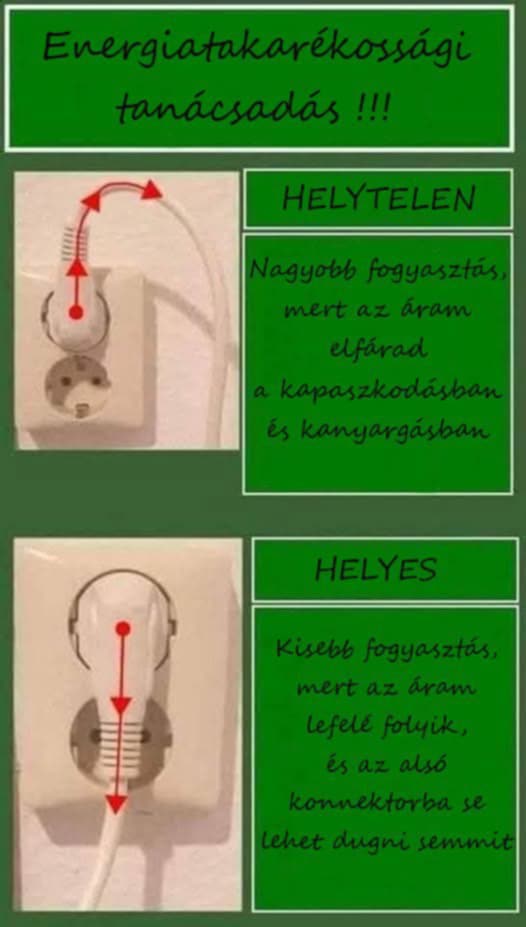 Energiatakarékossági
tanácsadás !!!
HELYTELEN
Nagyobb fogyasztás,
mert az áram
elfárad
a kapaszkodásban
és kanyargásban
HELYES
Kisebb fogyasztás,
mert az áram
lefelé folyik,
és az alsó
konnektorba se
lehet dugni semmit